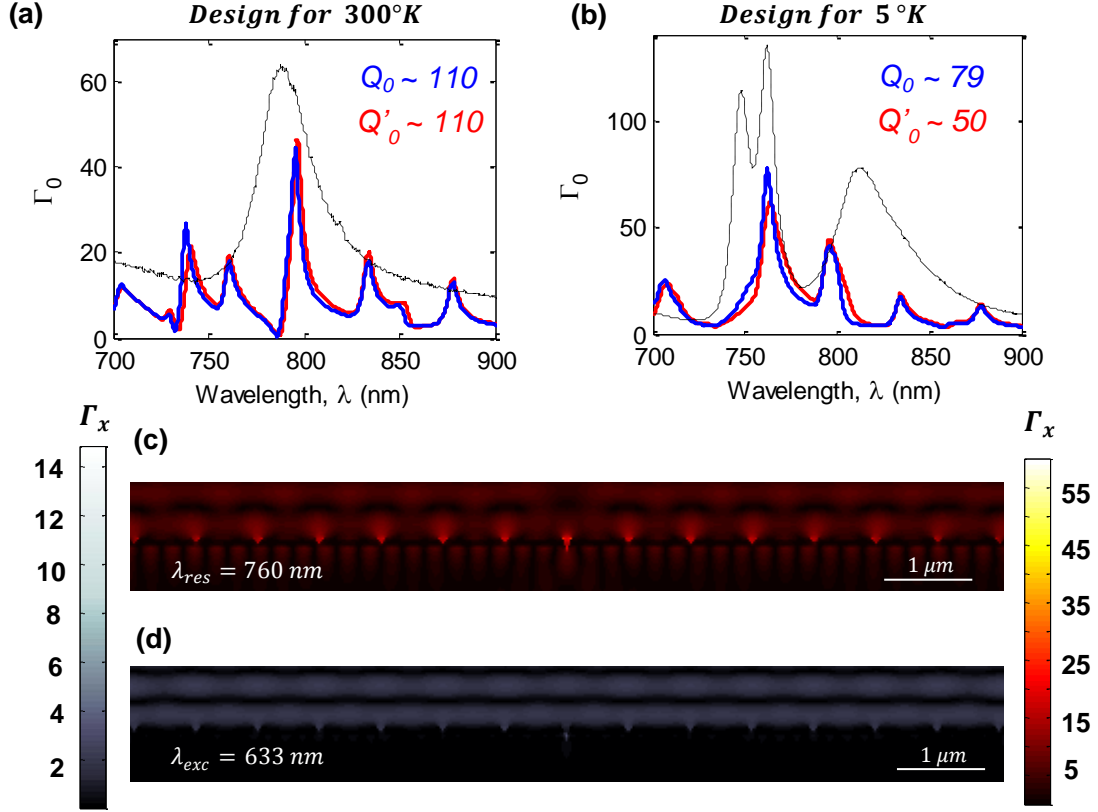 (a)
Design for 300°K
Q₀ ~ 110
Q'₀ ~ 110
60
40
20
0
Γ₀
700 750 800 850 900
Wavelength, λ (nm)
(b)
Design for 5 °K
Q₀ ~ 79
Q'₀ ~ 50
100
50
0
Γ₀
700 750 800 850 900
Wavelength, λ (nm)
Γₓ
14
12
10
8
6
4
2
(c)
λres = 760 nm
1 μm
(d)
λexc = 633 nm
1 μm
Γₓ
55
45
35
25
15
5